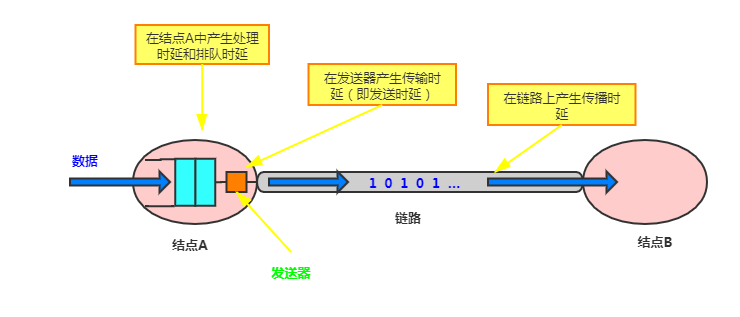 在结点A中产生处理
时延和排队时延
在发送器产生传输时
延（即发送时延）
在链路上产生传播时
延
数据
1 0 1 0 1 ...
链路
结点A
结点B
发送器